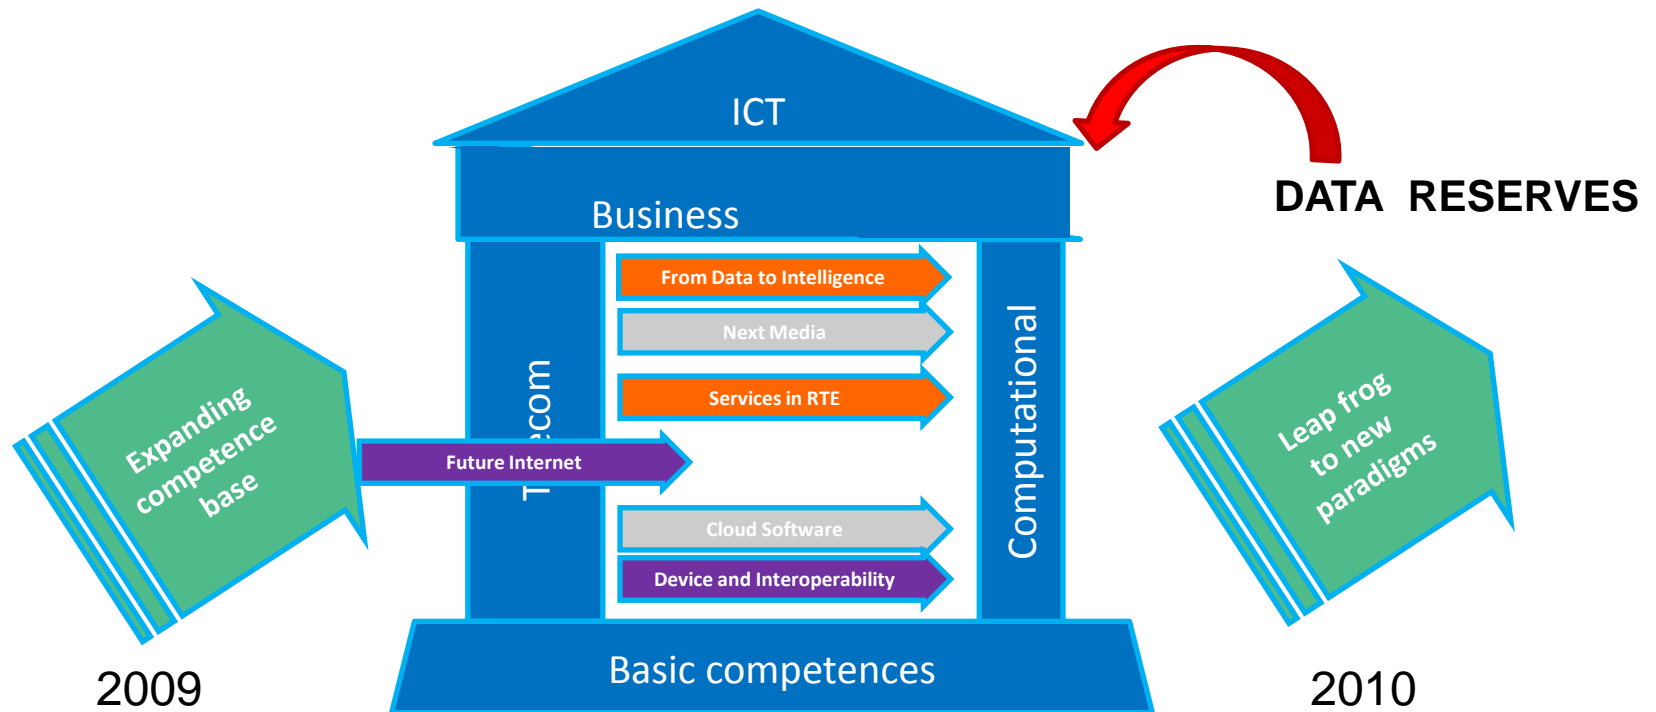 ICT
DATA RESERVES
Business
From Data to Intelligence
Next Media
Services in RTE
Future Internet
Cloud Software
Device and Interoperability
Computational
Expanding
competence
base
Leap frog
to new
paradigms
Basic competences
2009
2010